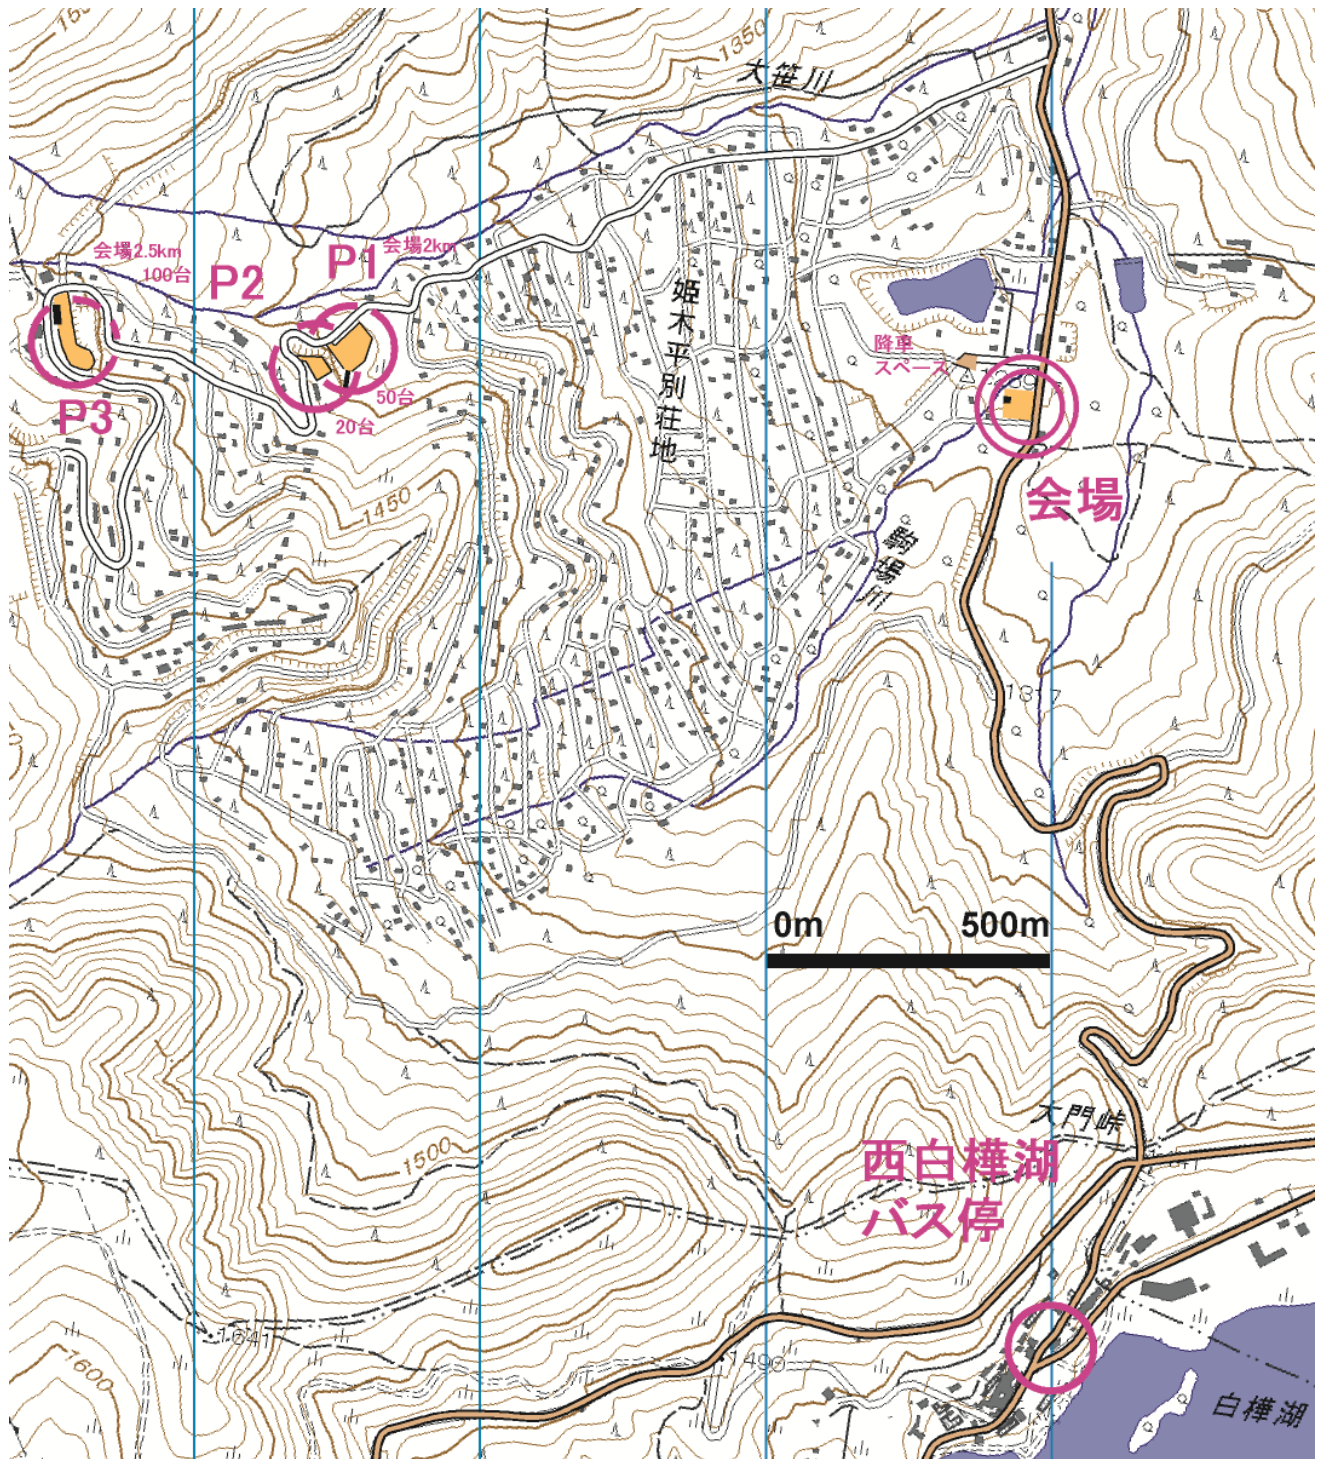 1350
大笹川
会場2.5km
100台
P2
P1
会場2km
姫木平別荘地
降車
スペース
50台
20台
P3
会場
1450
駒場川
1317
0m
500m
大門峠
1500
西白樺湖
バス停
1641
1490
1600
白樺湖